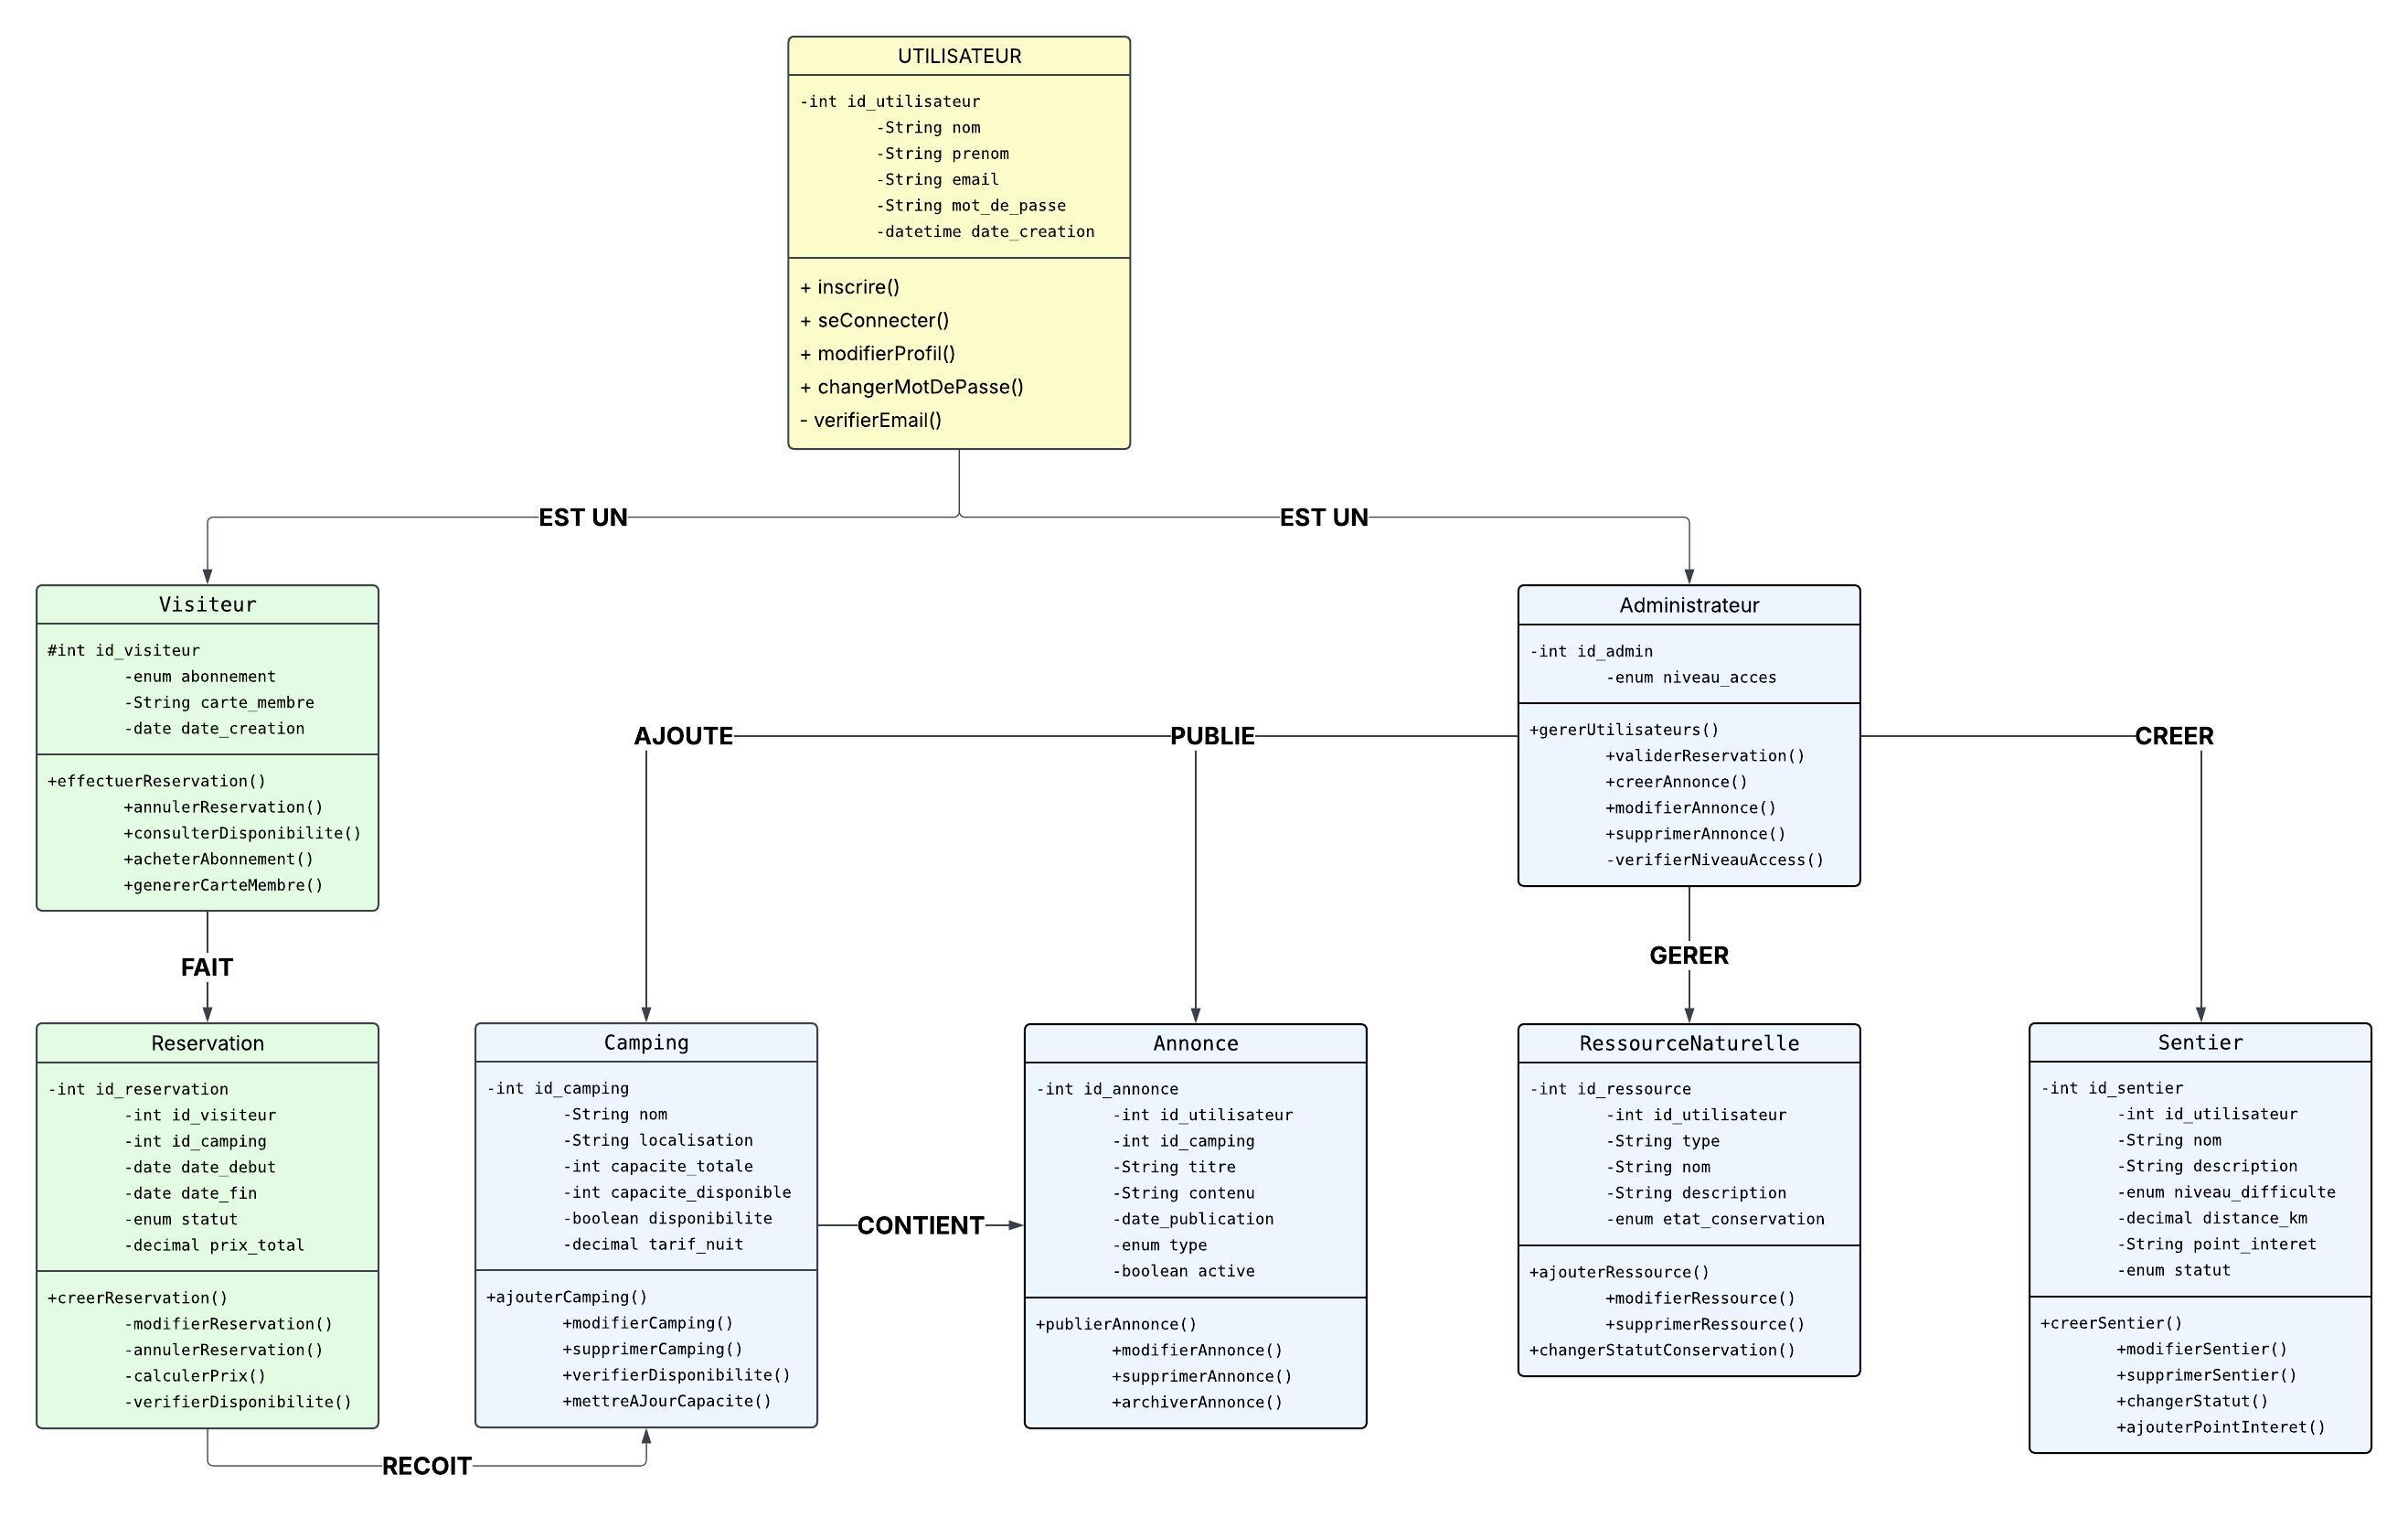 UTILISATEUR
-int id_utilisateur
-String nom
-String prenom
-String email
-String mot_de_passe
-datetime date_creation
+ inscrire()
+ seConnecter()
+ modifierProfil()
+ changerMotDePasse()
- verifierEmail()
EST UN
EST UN
Visiteur
#int id_visiteur
-enum abonnement
-String carte_membre
-date date_creation
+effectuerReservation()
+annulerReservation()
+consulterDisponibilite()
+acheterAbonnement()
+genererCarteMembre()
Administrateur
-int id_admin
-enum niveau_acces
+gererUtilisateurs()
+validerReservation()
+creerAnnonce()
+modifierAnnonce()
+supprimerAnnonce()
-verifierNiveauAccess()
AJOUTE
PUBLIE
CREER
FAIT
GERER
Reservation
-int id_reservation
-int id_visiteur
-int id_camping
-date date_debut
-date date_fin
-enum statut
-decimal prix_total
+creerReservation()
-modifierReservation()
-annulerReservation()
-calculerPrix()
-verifierDisponibilite()
Camping
-int id_camping
-String nom
-String localisation
-int capacite_totale
-int capacite_disponible
-boolean disponibilite
-decimal tarif_nuit
+ajouterCamping()
+modifierCamping()
+supprimerCamping()
+verifierDisponibilite()
+mettreAJourCapacite()
CONTIENT
Annonce
-int id_annonce
-int id_utilisateur
-int id_camping
-String titre
-String contenu
-date_publication
-enum type
-boolean active
+publierAnnonce()
+modifierAnnonce()
+supprimerAnnonce()
+archiverAnnonce()
RessourceNaturelle
-int id_ressource
-int id_utilisateur
-String type
-String nom
-String description
-enum etat_conservation
+ajouterRessource()
+modifierRessource()
+supprimerRessource()
+changerStatutConservation()
Sentier
-int id_sentier
-int id_utilisateur
-String nom
-String description
-enum niveau_difficulte
-decimal distance_km
-String point_interet
-enum statut
+creerSentier()
+modifierSentier()
+supprimerSentier()
+changerStatut()
+ajouterPointInteret()
RECOIT